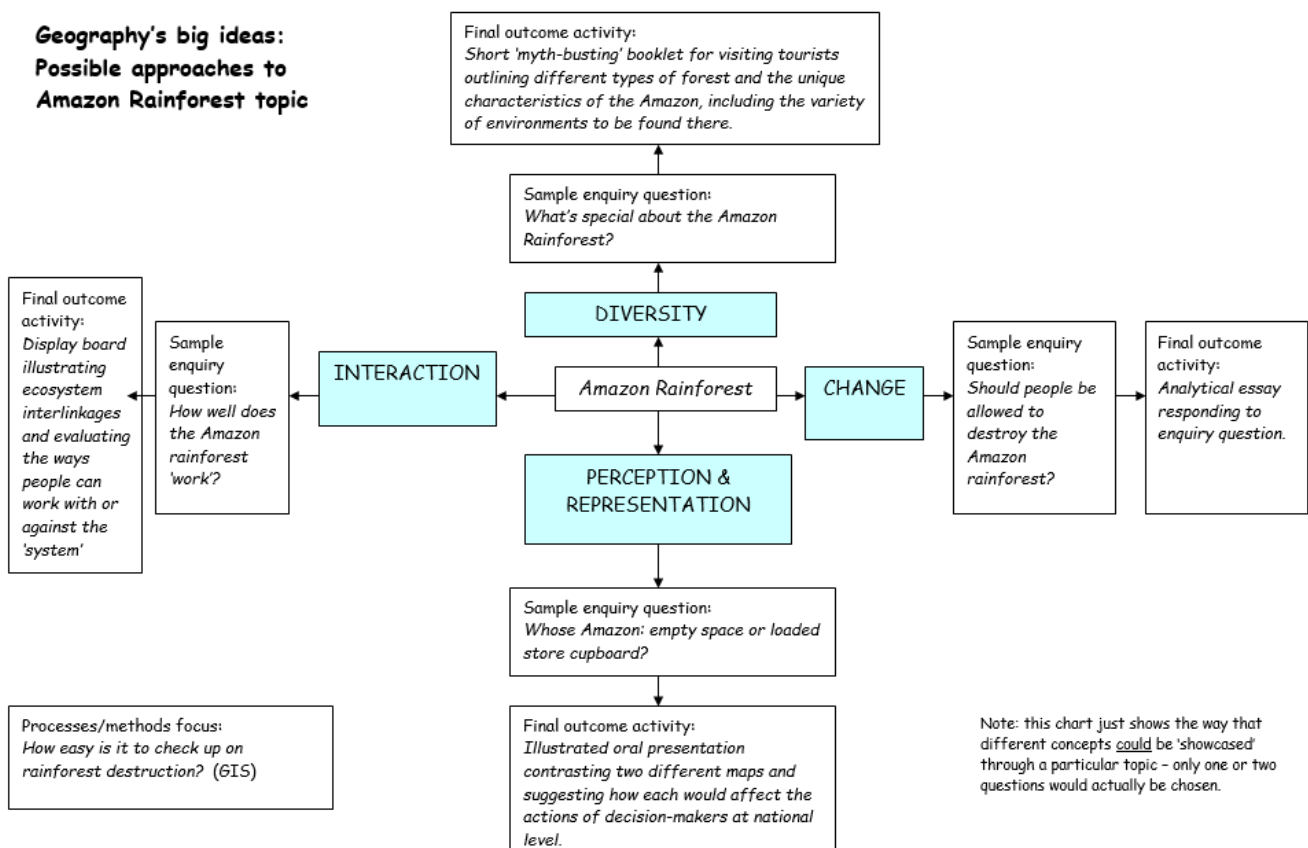 Geography's big ideas:
Possible approaches to
Amazon Rainforest topic
Final outcome activity:
Short 'myth-busting' booklet for visiting tourists
outlining different types of forest and the unique
characteristics of the Amazon, including the variety
of environments to be found there.
Sample enquiry question:
What's special about the Amazon
Rainforest?
DIVERSITY
Final outcome
activity:
Display board
illustrating
ecosystem
interlinkages
and evaluating
the ways
people can
work with or
against the
'system'
Sample
enquiry
question:
How well does
the Amazon
rainforest
'work'?
INTERACTION
Amazon Rainforest
CHANGE
Sample enquiry
question:
Should people be
allowed to
destroy the
Amazon
rainforest?
Final outcome
activity:
Analytical essay
responding to
enquiry question.
PERCEPTION &
REPRESENTATION
Sample enquiry question:
Whose Amazon: empty space or loaded
store cupboard?
Final outcome activity:
Illustrated oral presentation
contrasting two different maps and
suggesting how each would affect the
actions of decision-makers at national
level.
Processes/methods focus:
How easy is it to check up on
rainforest destruction? (GIS)
Note: this chart just shows the way that
different concepts could be 'showcased'
through a particular topic – only one or two
questions would actually be chosen.